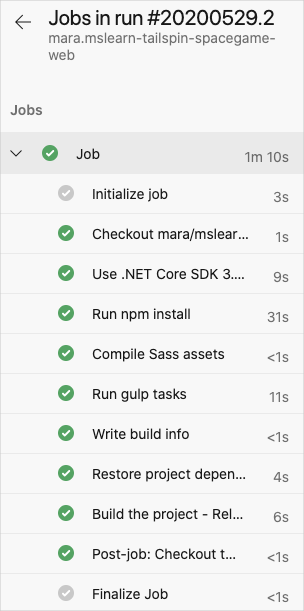 Jobs in run #20200529.2
mara.mslearn-tailspin-spacegame-
web
Jobs
Job 1m 10s
Initialize job 3s
Checkout mara/mslear... 1s
Use .NET Core SDK 3.... 9s
Run npm install 31s
Compile Sass assets <1s
Run gulp tasks 11s
Write build info <1s
Restore project depen... 4s
Build the project - Rel... 6s
Post-job: Checkout t... <1s
Finalize Job <1s